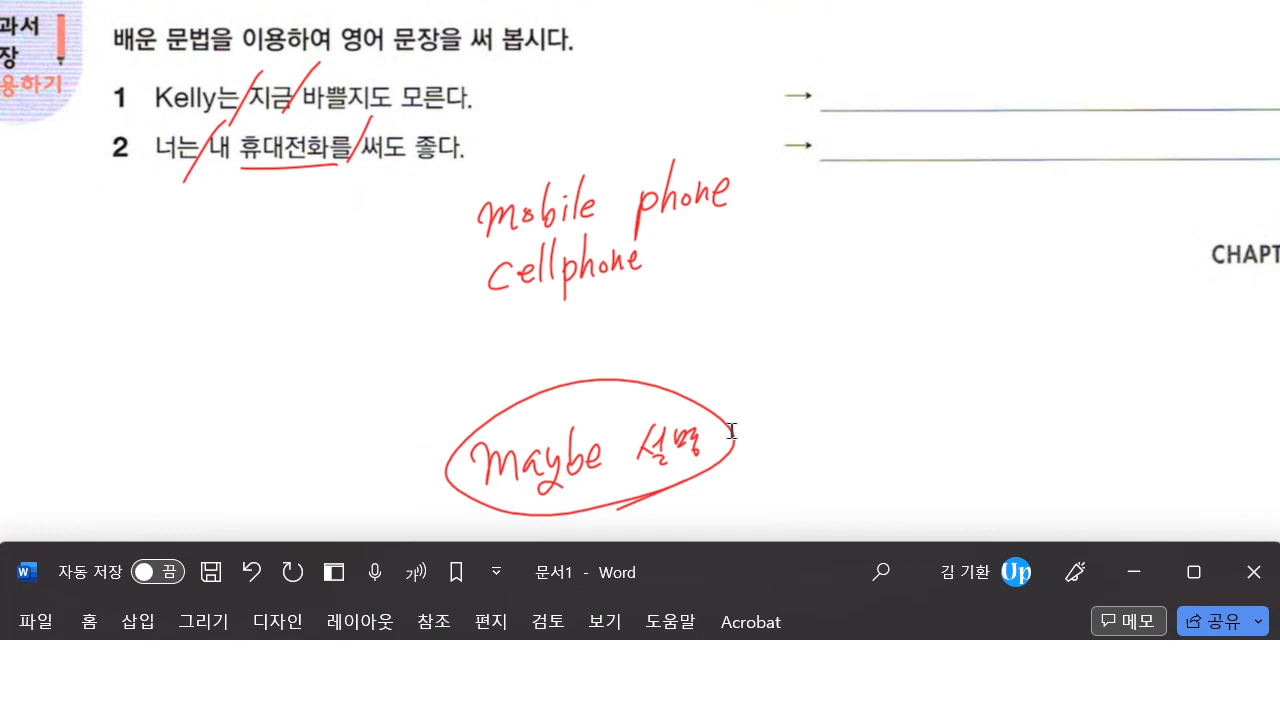 과서
장
용하기
배운 문법을 이용하여 영어 문장을 써 봅시다.
1 Kelly는 지금 바쁠지도 모른다. →
2 너는 내 휴대전화를 써도 좋다. →
mobile phone
cellphone
CHAPT
Maybe 설명
자동 저장 끔 가 문서1 - Word 김 기환 Up
파일 홈 삽입 그리기 디자인 레이아웃 참조 편지 검토 보기 도움말 Acrobat 메모 공유